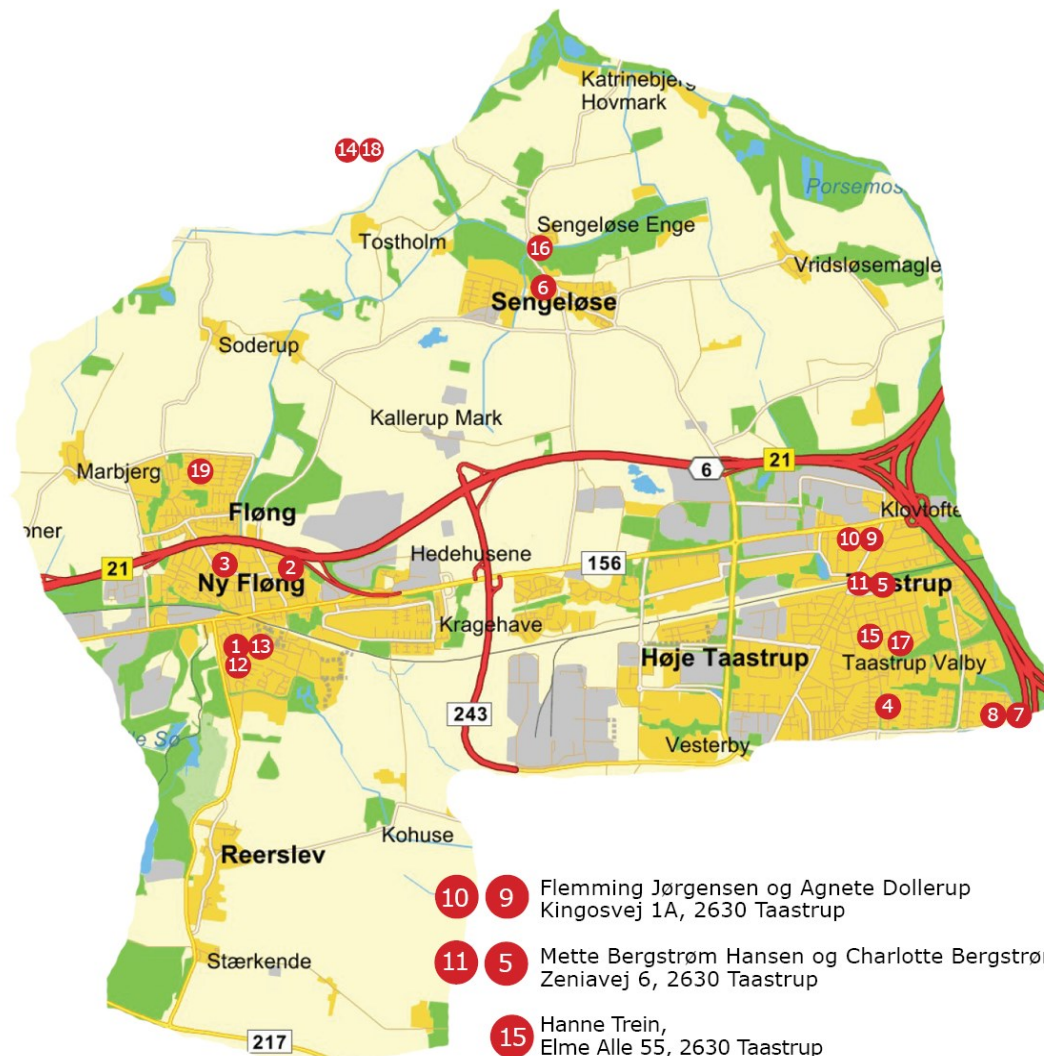 Katrinebjerg
Hovmark
14 18
Porsemos
Sengeløse Enge
Tostholm
16
Vridsløsemagle
6
Sengeløse
Soderup
Kallerup Mark
Marbjerg
19
6
21
Fløng
Kløvtofte
oner
10 9
Hedehusene
21
3
2
156
Ny Fløng
11 5
strup
Kragehave
1 13
12
15
17
Høje Taastrup
Taastrup Valby
243
4
8 7
Vesterby
Sø
Kohuse
Reerslev
10 9 Flemming Jørgensen og Agnete Dollerup
Kingosvej 1A, 2630 Taastrup
11 5 Mette Bergstrøm Hansen og Charlotte Bergstrø
Zeniavej 6, 2630 Taastrup
Stærkende
15 Hanne Trein,
Elme Alle 55, 2630 Taastrup
217